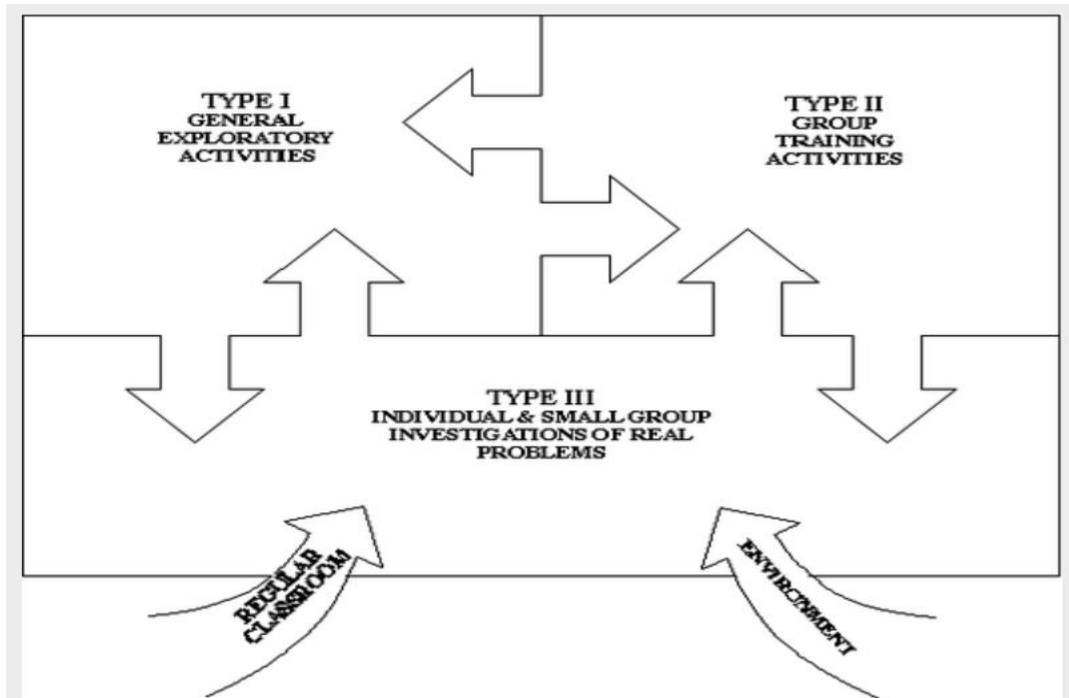 TYPE I
GENERAL
EXPLORATORY
ACTIVITIES
TYPE II
GROUP
TRAINING
ACTIVITIES
TYPE III
INDIVIDUAL & SMALL GROUP
INVESTIGATIONS OF REAL
PROBLEMS
REGULAR
CLASSROOM
ENVIRONMENT